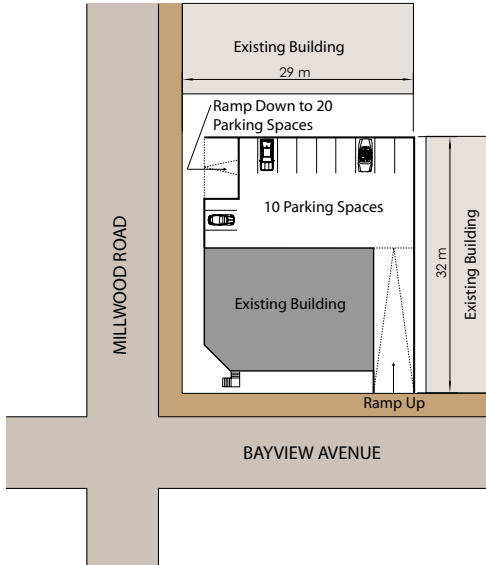 Existing Building
29 m
Ramp Down to 20
Parking Spaces
10 Parking Spaces
MILLWOOD ROAD
32 m
Existing Building
Existing Building
Ramp Up
BAYVIEW AVENUE